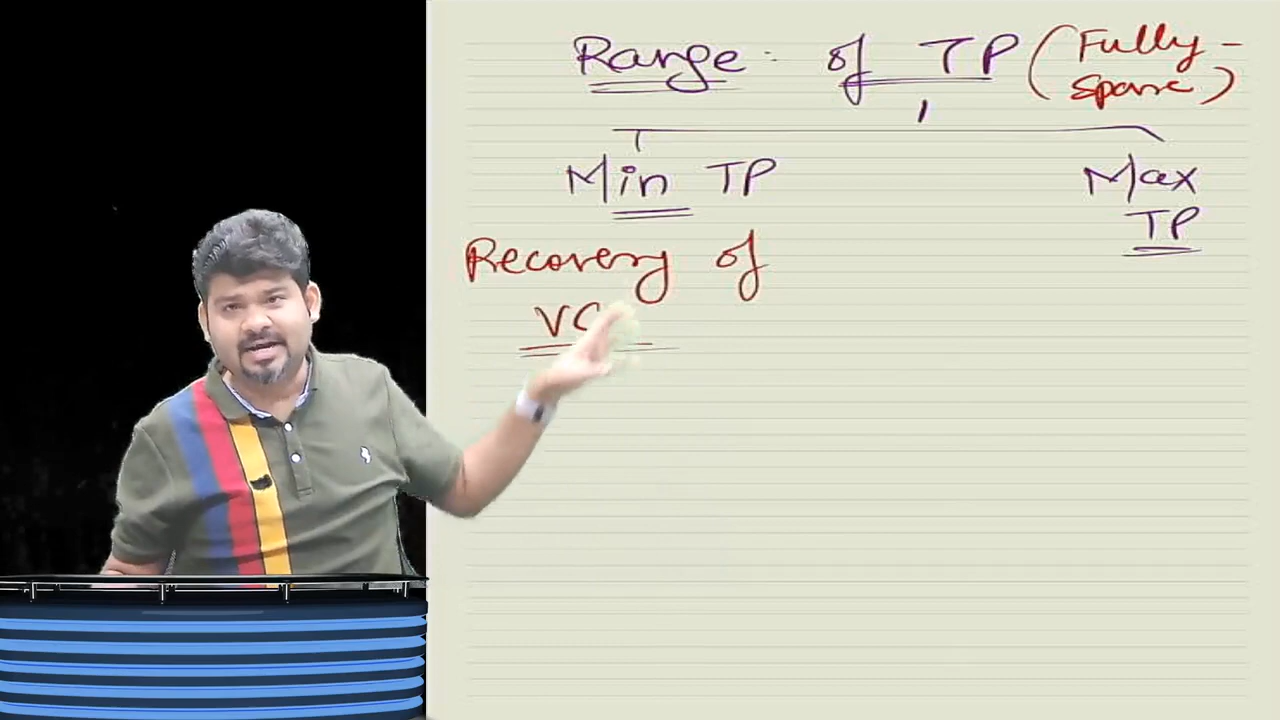 Range: of TP (Fully-
Spare)
Min TP
Max
TP
Recovery of
VC